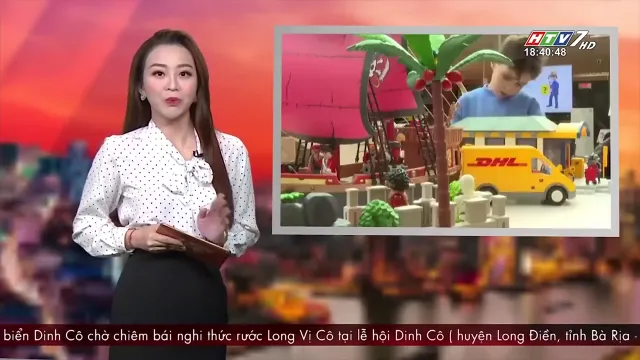 HTV7 HD
18:40:48
DHL
biển Dinh Cô chờ chiêm bái nghi thức rước Long Vị Cô tại lễ hội Dinh Cô ( huyện Long Điền, tỉnh Bà Rịa